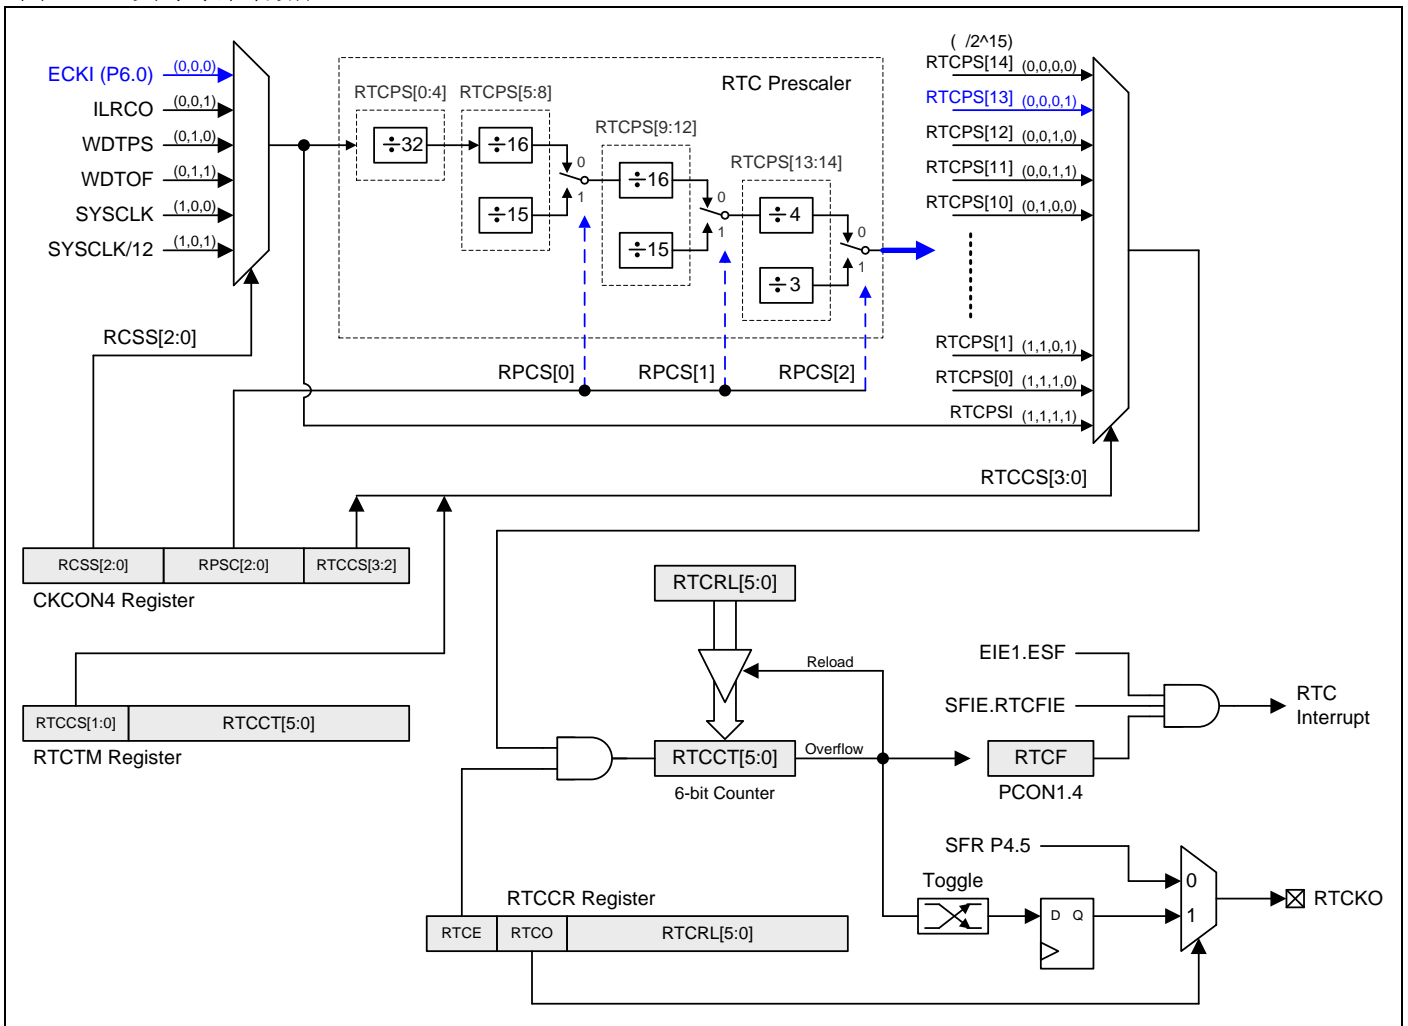 ( /2^15)
RTCPS[14] (0,0,0,0)
ECKI (P6.0) (0,0,0)
RTC Prescaler
RTCPS[0:4] RTCPS[5:8]
RTCPS[13] (0,0,0,1)
ILRCO (0,0,1)
RTCPS[9:12]
RTCPS[12] (0,0,1,0)
WDTPS (0,1,0)
÷32 ÷16
0
RTCPS[13:14]
RTCPS[11] (0,0,1,1)
WDTOF (0,1,1)
÷16
1
0
RTCPS[10] (0,1,0,0)
SYSCLK (1,0,0)
÷15
÷4
1
0
SYSCLK/12 (1,0,1)
÷15
1
÷3
RCSS[2:0]
RTCPS[1] (1,1,0,1)
RPCS[0] RPCS[1] RPCS[2]
RTCPS[0] (1,1,1,0)
RTCPSI (1,1,1,1)
RTCCS[3:0]
RCSS[2:0] RPSC[2:0] RTCCS[3:2]
CKCON4 Register
RTCRL[5:0]
Reload
EIE1.ESF
SFIE.RTCFIE
RTC
Interrupt
RTCCS[1:0] RTCCT[5:0]
RTCTM Register
RTCCT[5:0]
Overflow
RTCF
6-bit Counter
PCON1.4
SFR P4.5
Toggle
0
RTCCR Register
RTCKO
D Q
1
RTCE RTCO RTCRL[5:0]